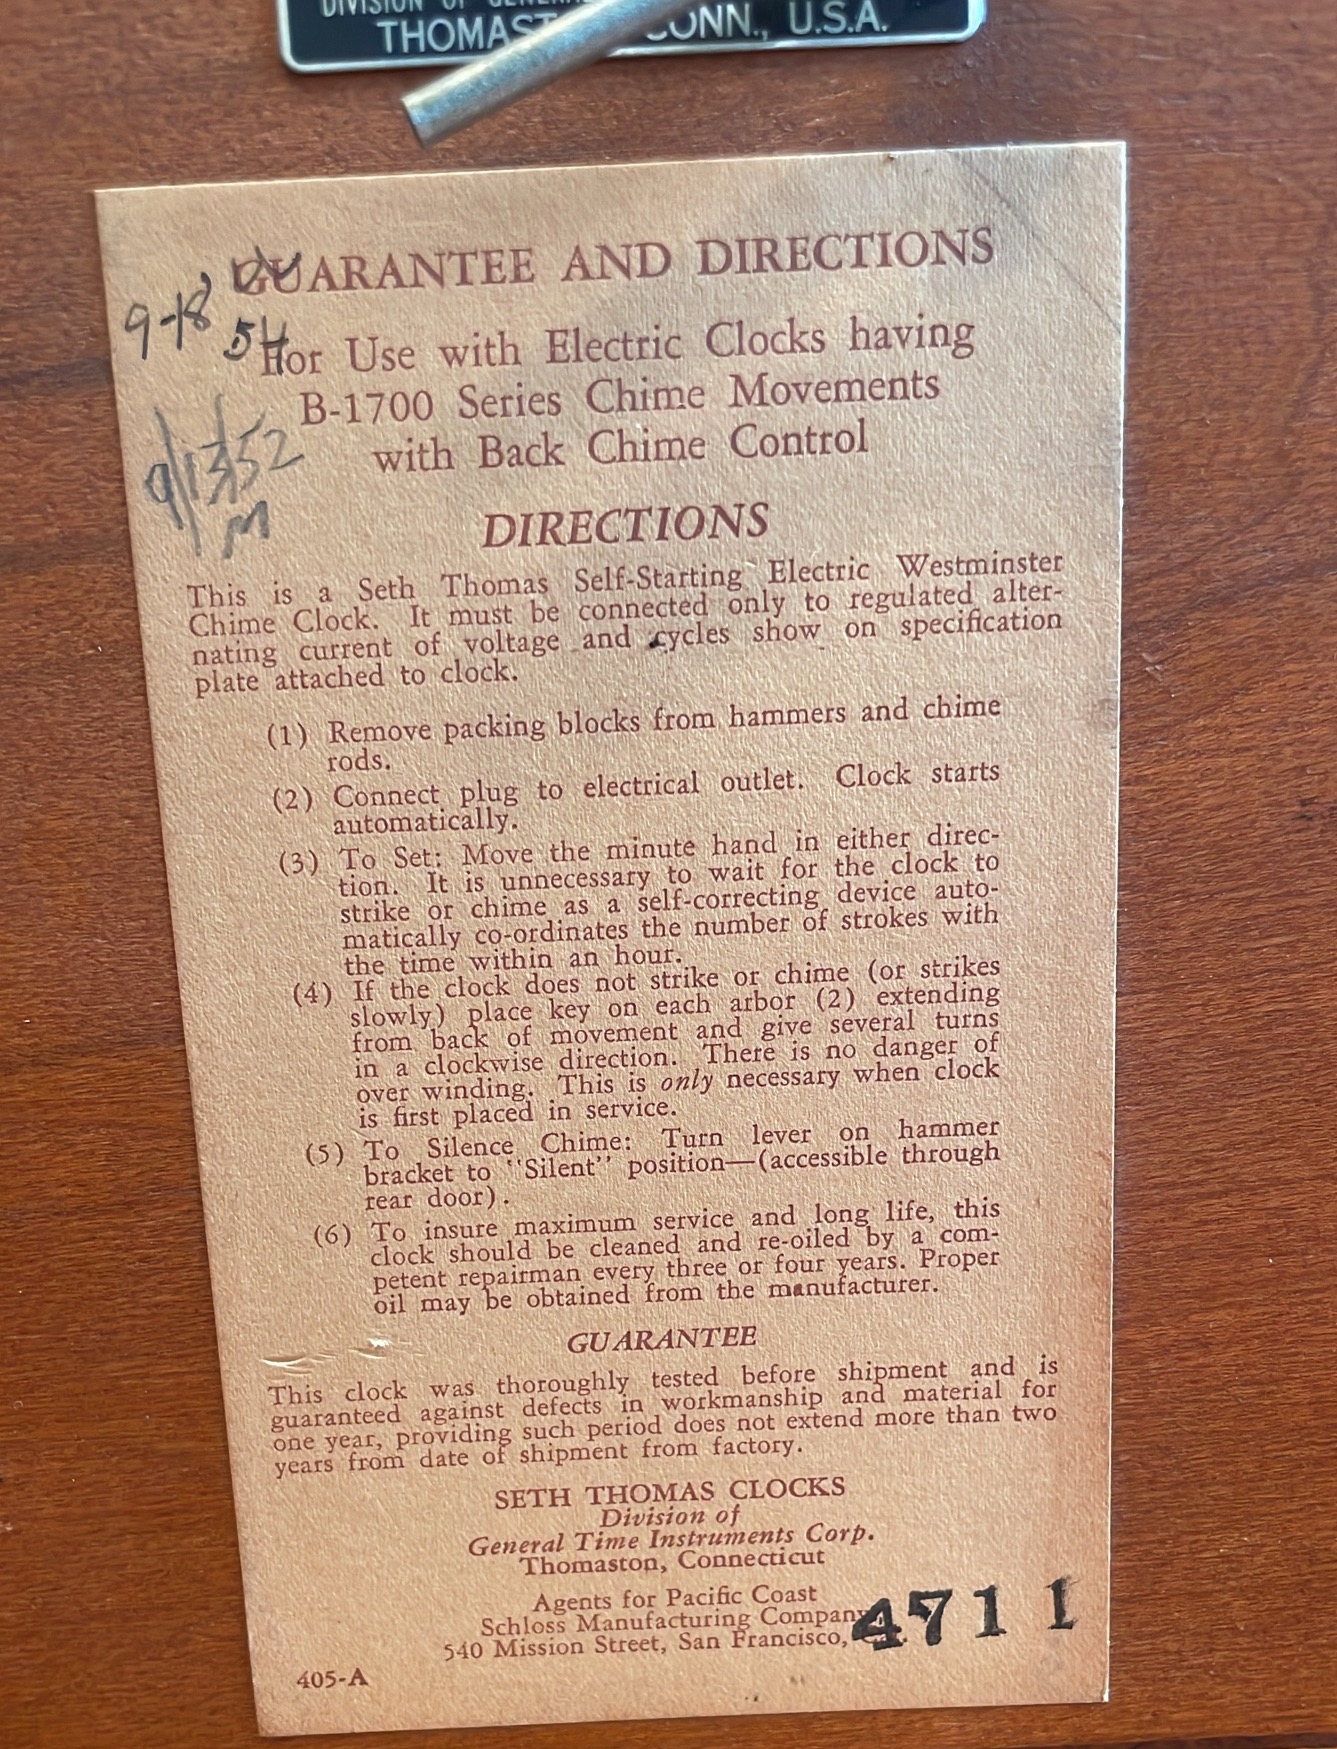 DIVISION OF
THOMAS CONN., U.S.A.
GUARANTEE AND DIRECTIONS
9-18
54
For Use with Electric Clocks having
B-1700 Series Chime Movements
with Back Chime Control
9/13/52
M
DIRECTIONS
This is a Seth Thomas Self-Starting Electric Westminster
Chime Clock. It must be connected only to regulated alter-
nating current of voltage and cycles show on specification
plate attached to clock.
(1) Remove packing blocks from hammers and chime
rods.
(2) Connect plug to electrical outlet. Clock starts
automatically.
(3) To Set: Move the minute hand in either direc-
tion. It is unnecessary to wait for the clock to
strike or chime as a self-correcting device auto-
matically co-ordinates the number of strokes with
the time within an hour.
(4) If the clock does not strike or chime (or strikes
slowly) place key on each arbor (2) extending
from back of movement and give several turns
in a clockwise direction. There is no danger of
over winding. This is only necessary when clock
is first placed in service.
(5) To Silence Chime: Turn lever on hammer
bracket to "Silent" position—(accessible through
rear door).
(6) To insure maximum service and long life, this
clock should be cleaned and re-oiled by a com-
petent repairman every three or four years. Proper
oil may be obtained from the manufacturer.
GUARANTEE
This clock was thoroughly tested before shipment and is
guaranteed against defects in workmanship and material for
one year, providing such period does not extend more than two
years from date of shipment from factory.
SETH THOMAS CLOCKS
Division of
General Time Instruments Corp.
Thomaston, Connecticut
Agents for Pacific Coast
Schloss Manufacturing Company
540 Mission Street, San Francisco,
4711
405-A